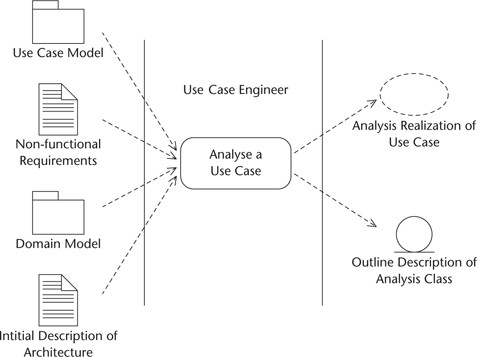 Use Case Model
Non-functional
Requirements
Domain Model
Intitial Description of
Architecture
Use Case Engineer
Analyse a
Use Case
Analysis Realization of
Use Case
Outline Description of
Analysis Class